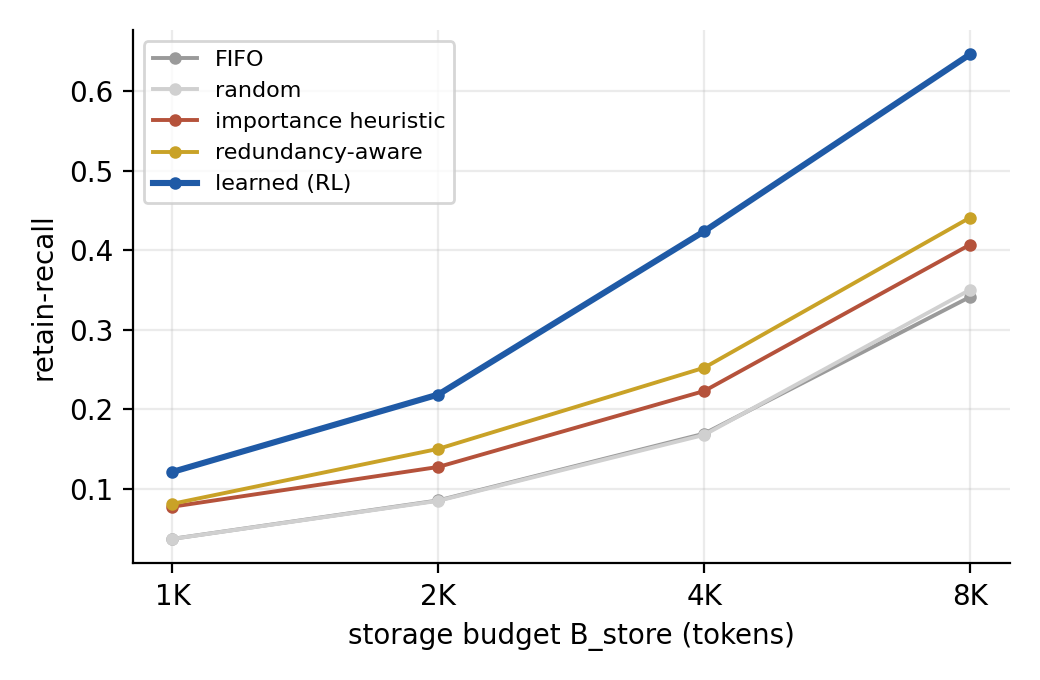 FIFO
random
importance heuristic
redundancy-aware
learned (RL)
retain-recall
0.6
0.5
0.4
0.3
0.2
0.1
1K 2K 4K 8K
storage budget B_store (tokens)